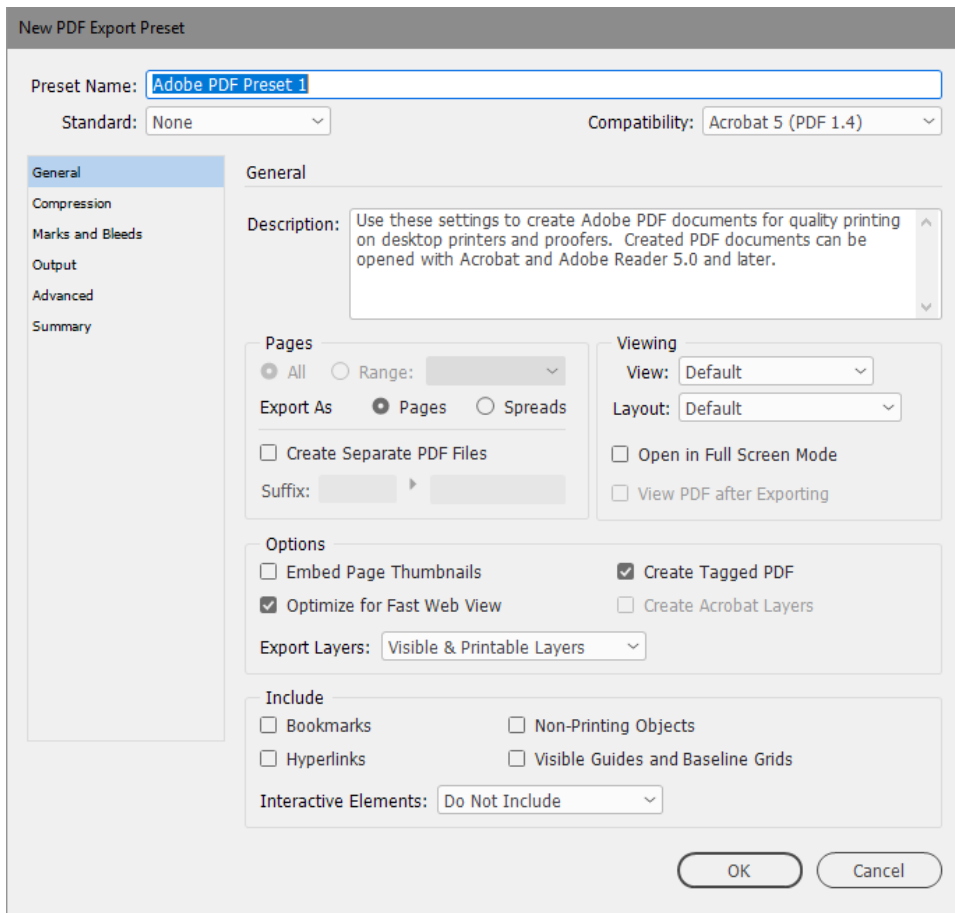 New PDF Export Preset
Preset Name: Adobe PDF Preset 1
Standard: None Compatibility: Acrobat 5 (PDF 1.4)
General
Compression
Marks and Bleeds
Output
Advanced
Summary
General
Description: Use these settings to create Adobe PDF documents for quality printing
on desktop printers and proofers. Created PDF documents can be
opened with Acrobat and Adobe Reader 5.0 and later.
Pages
All Range:
Export As Pages Spreads
Create Separate PDF Files
Suffix:
Viewing
View: Default
Layout: Default
Open in Full Screen Mode
View PDF after Exporting
Options
Embed Page Thumbnails Create Tagged PDF
Optimize for Fast Web View Create Acrobat Layers
Export Layers: Visible & Printable Layers
Include
Bookmarks Non-Printing Objects
Hyperlinks Visible Guides and Baseline Grids
Interactive Elements: Do Not Include
OK Cancel